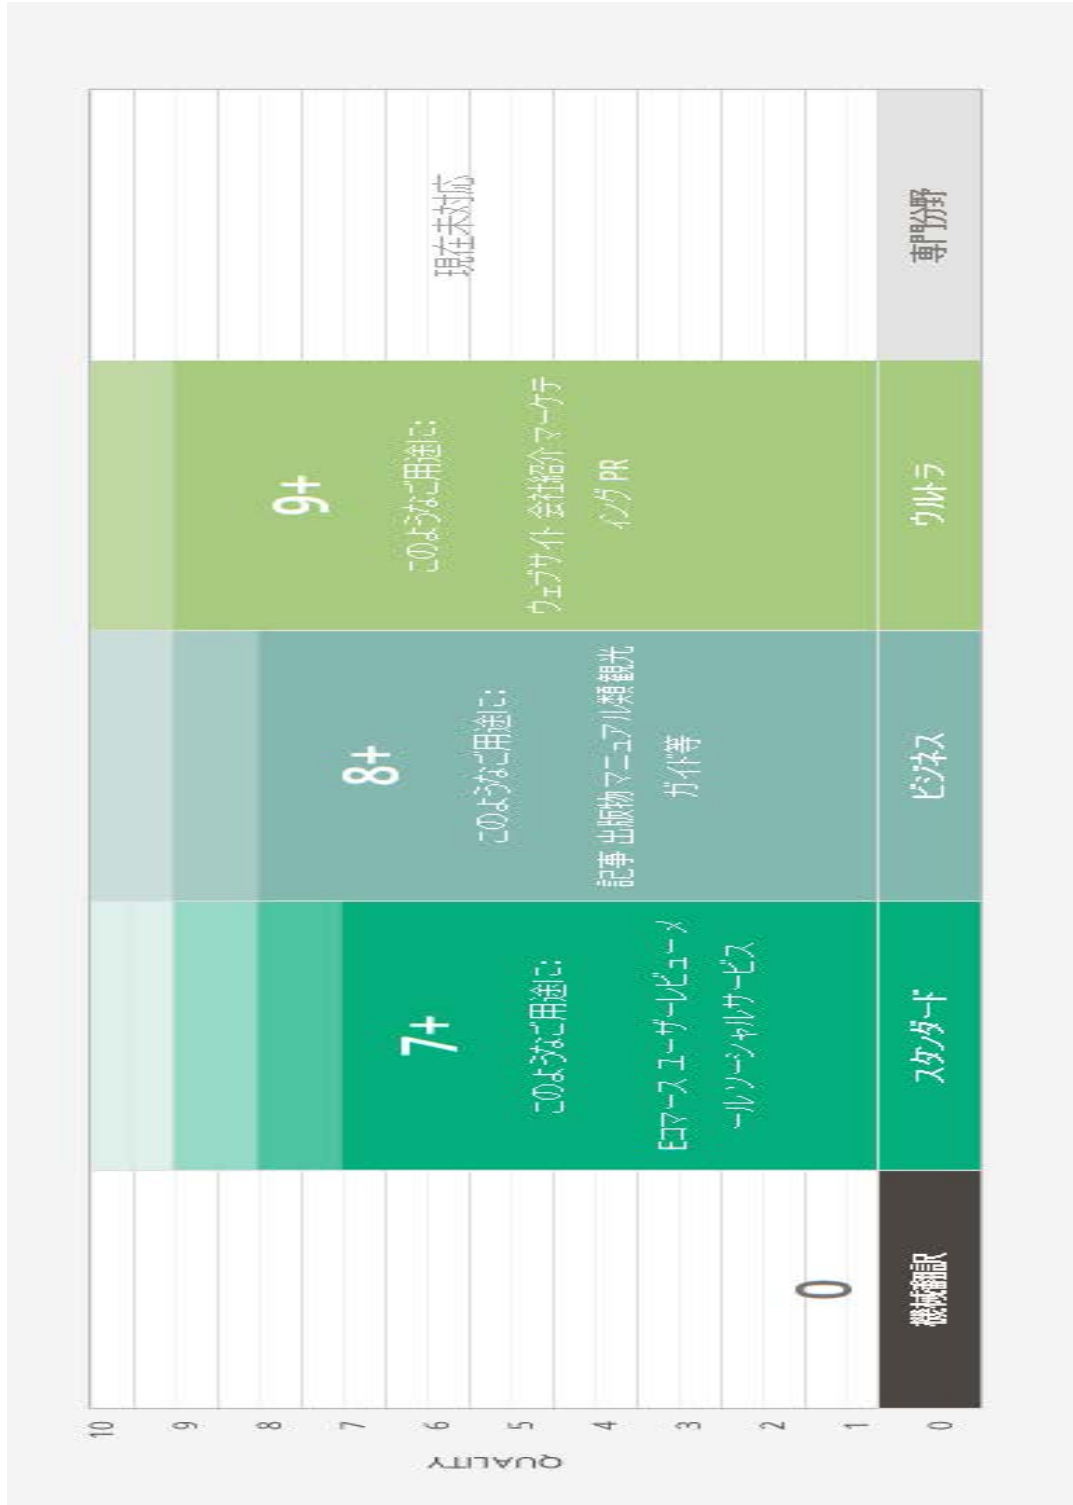 QUALITY
10
9
8
7
6
5
4
3
2
1
0
0
機械翻訳
7+
このようなご用途に:
Eコマース ユーザーレビュー メ
ール ソーシャルサービス
スタンダード
8+
このようなご用途に:
記事 出版物 マニュアル類 観光
ガイド等
ビジネス
9+
このようなご用途に:
ウェブサイト 会社紹介 マーケテ
ィング PR
ウルトラ
現在未対応
専門分野